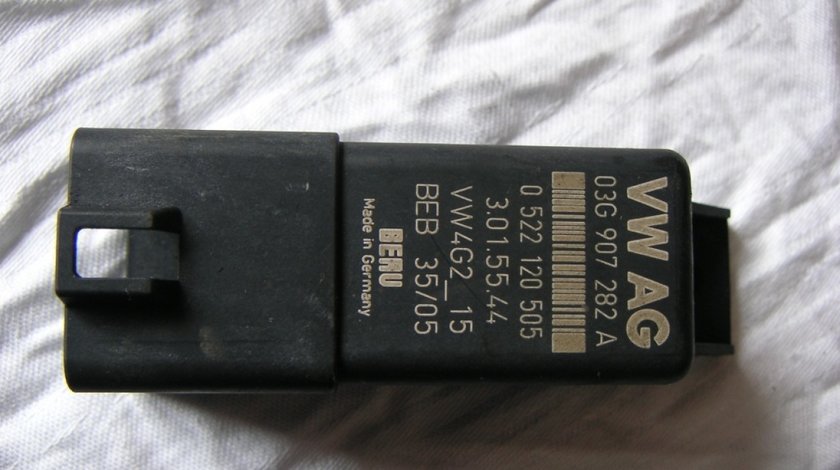 VW AG
03G 907 282 A
0 522 120 505
3.01.55.44
VW4G2_15
BEB 35/05
BERU
Made in Germany